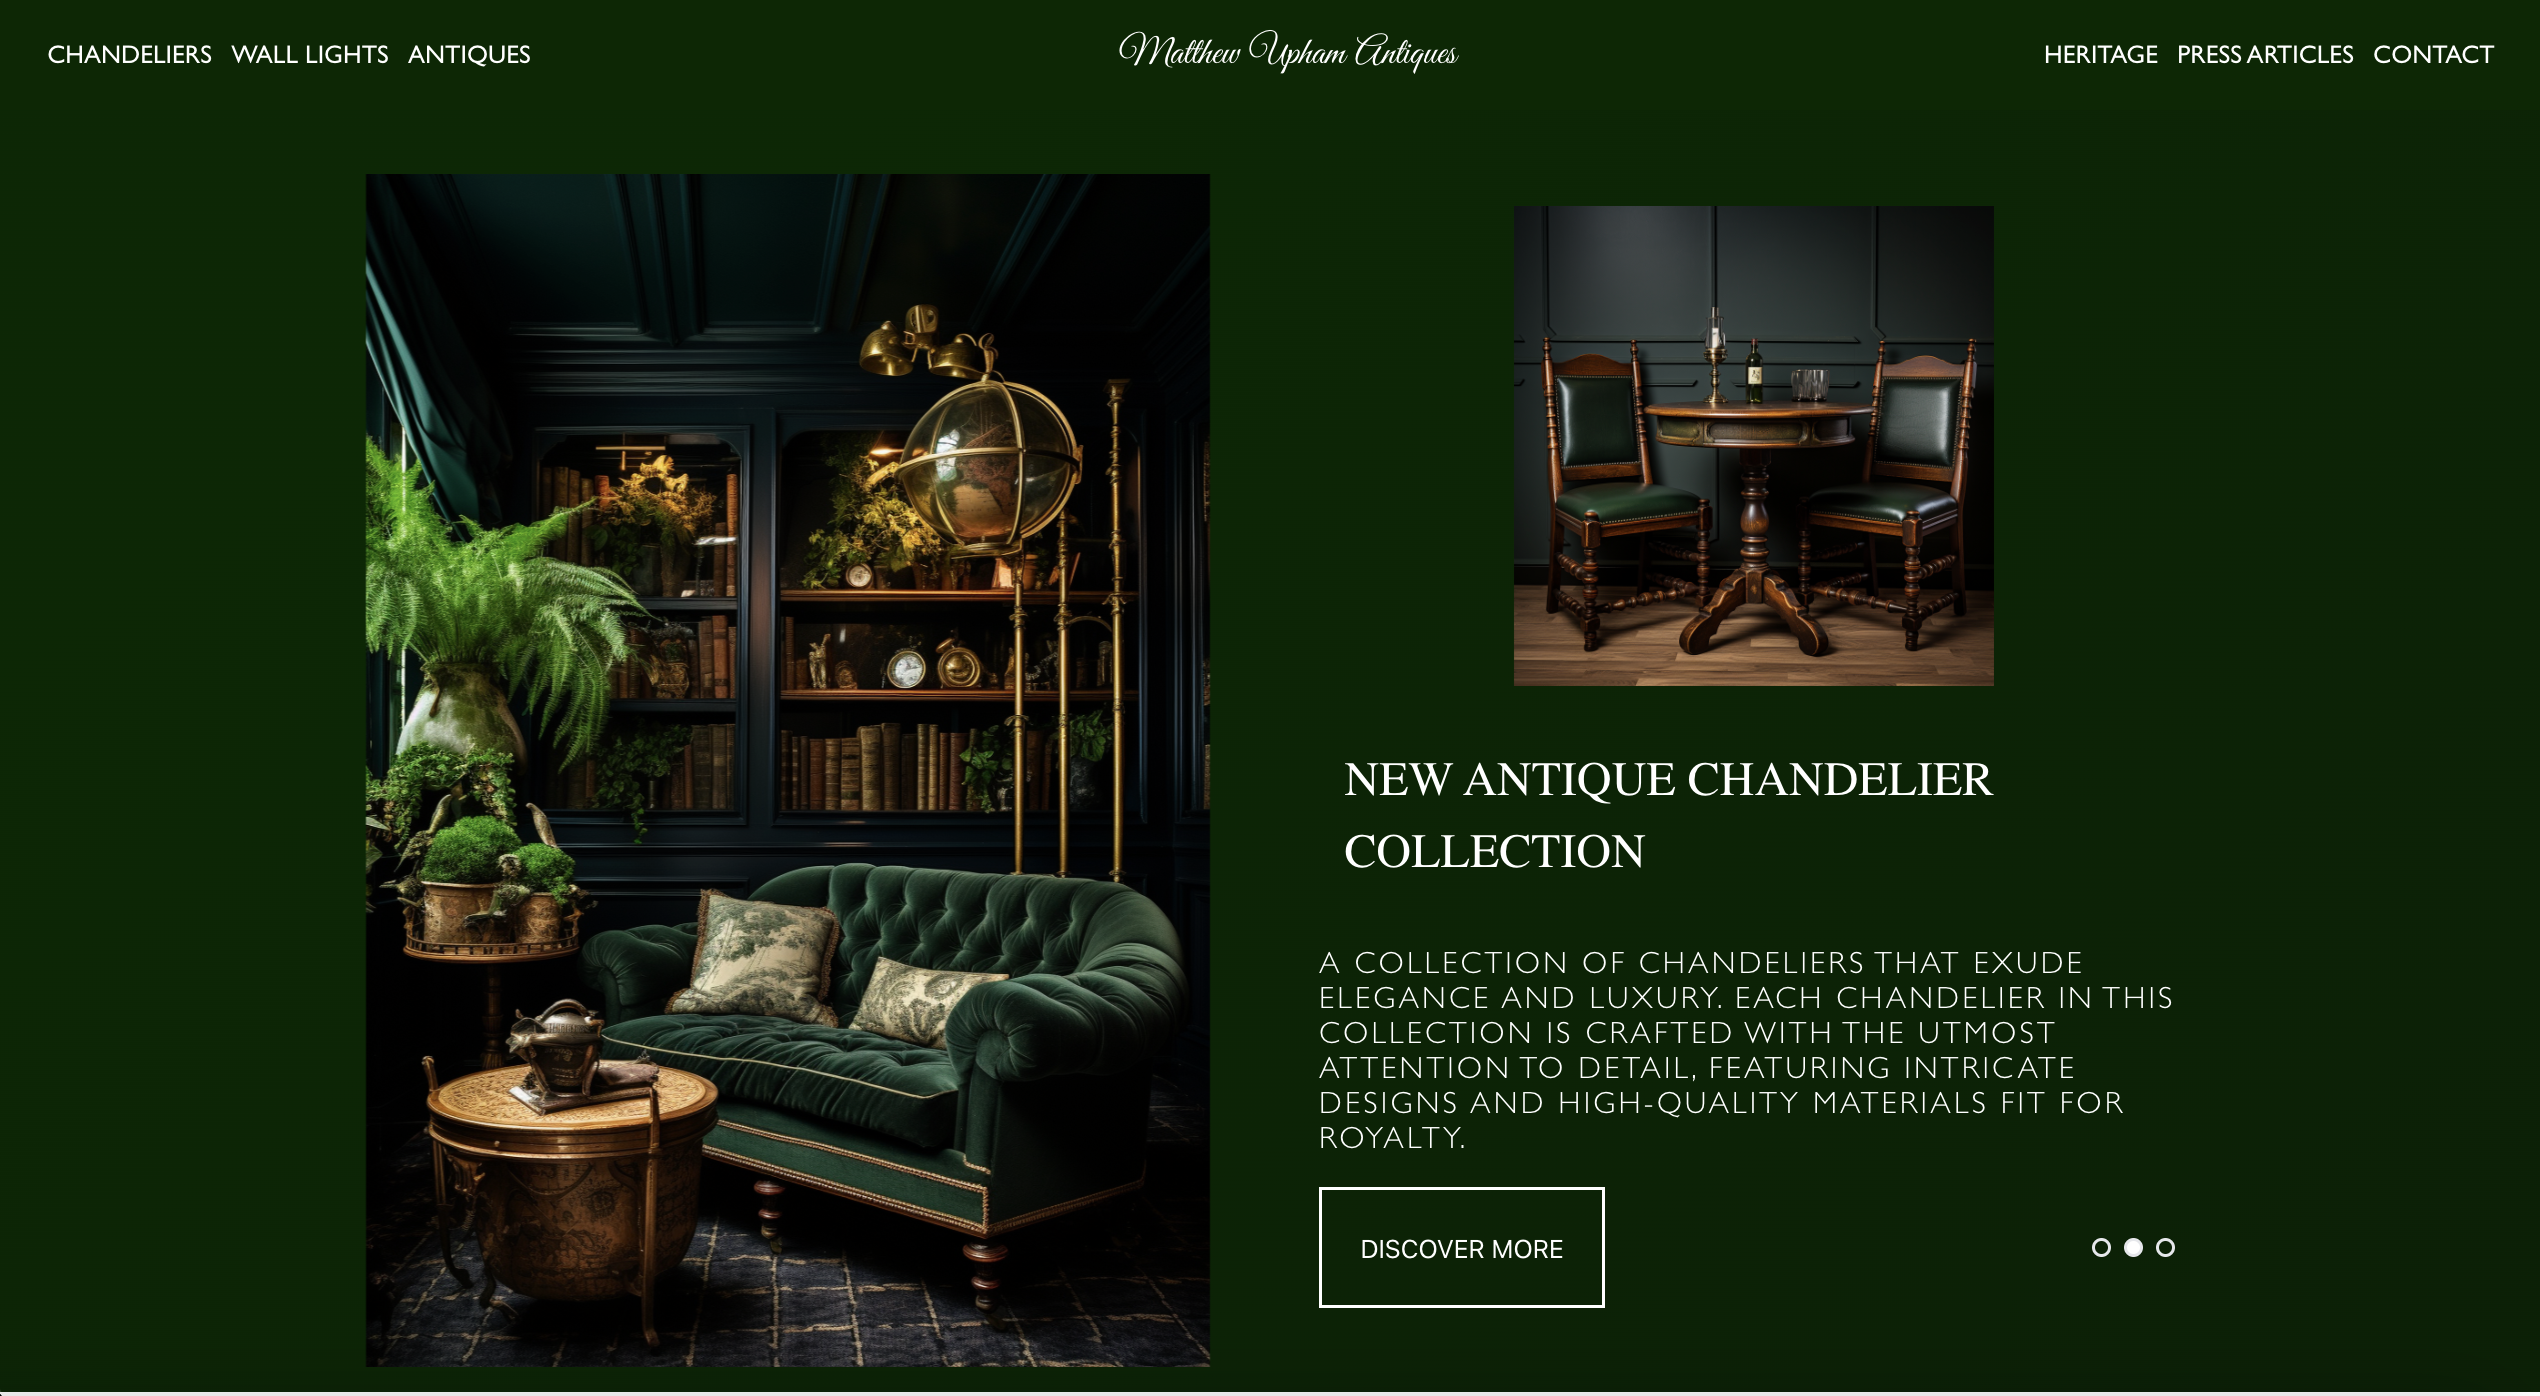 CHANDELIERS WALL LIGHTS ANTIQUES
Matthew Upham Antiques
HERITAGE PRESS ARTICLES CONTACT
NEW ANTIQUE CHANDELIER
COLLECTION
A COLLECTION OF CHANDELIERS THAT EXUDE
ELEGANCE AND LUXURY. EACH CHANDELIER IN THIS
COLLECTION IS CRAFTED WITH THE UTMOST
ATTENTION TO DETAIL, FEATURING INTRICATE
DESIGNS AND HIGH-QUALITY MATERIALS FIT FOR
ROYALTY.
DISCOVER MORE